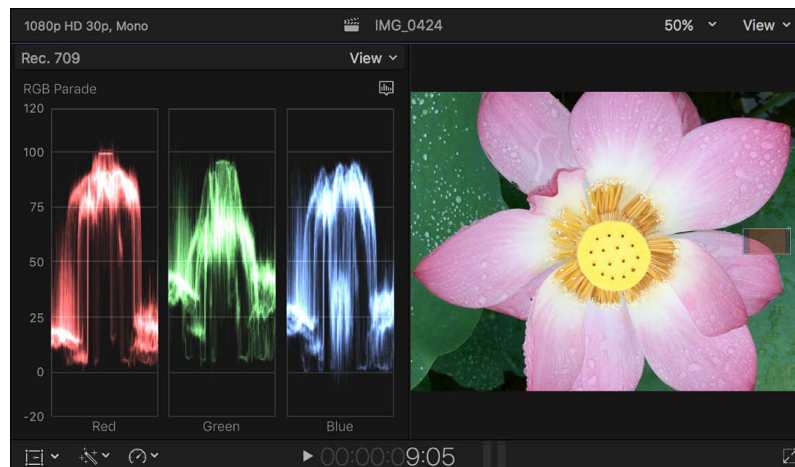 1080p HD 30p, Mono
IMG_0424
50%
View
Rec. 709
View
RGB Parade
120
100
75
50
25
0
-20
Red
Green
Blue
00:00:09:05